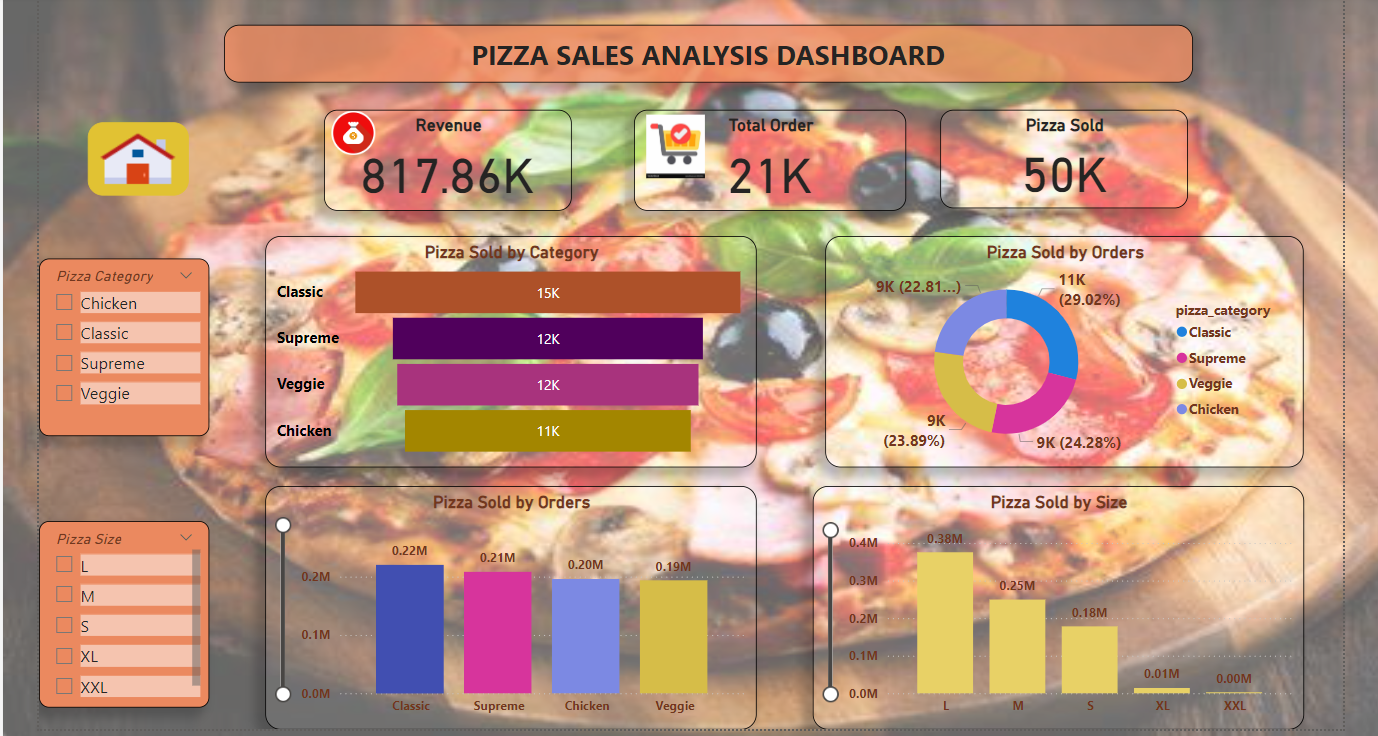 PIZZA SALES ANALYSIS DASHBOARD
Revenue
817.86K
Total Order
21K
Pizza Sold
50K
Pizza Category
Chicken
Classic
Supreme
Veggie
Pizza Sold by Category
Classic
15K
Supreme
12K
Veggie
12K
Chicken
11K
Pizza Sold by Orders
9K (22.81...)
11K
(29.02%)
9K
(23.89%)
9K (24.28%)
pizza_category
Classic
Supreme
Veggie
Chicken
Pizza Size
L
M
S
XL
XXL
Pizza Sold by Orders
0.2M
0.1M
0.0M
0.22M
0.21M
0.20M
0.19M
Classic
Supreme
Chicken
Veggie
Pizza Sold by Size
0.4M
0.3M
0.2M
0.1M
0.0M
0.38M
0.25M
0.18M
0.01M
0.00M
L
M
S
XL
XXL